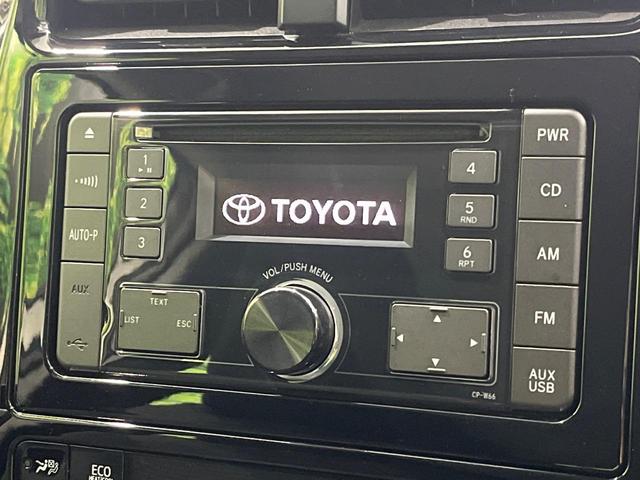 1
2
3
AUTO-P
AUX
TEXT
LIST
ESC
TOYOTA
VOL/PUSH MENU
4
5
RND
6
RPT
PWR
CD
AM
FM
AUX
USB
CP-W66
ECO